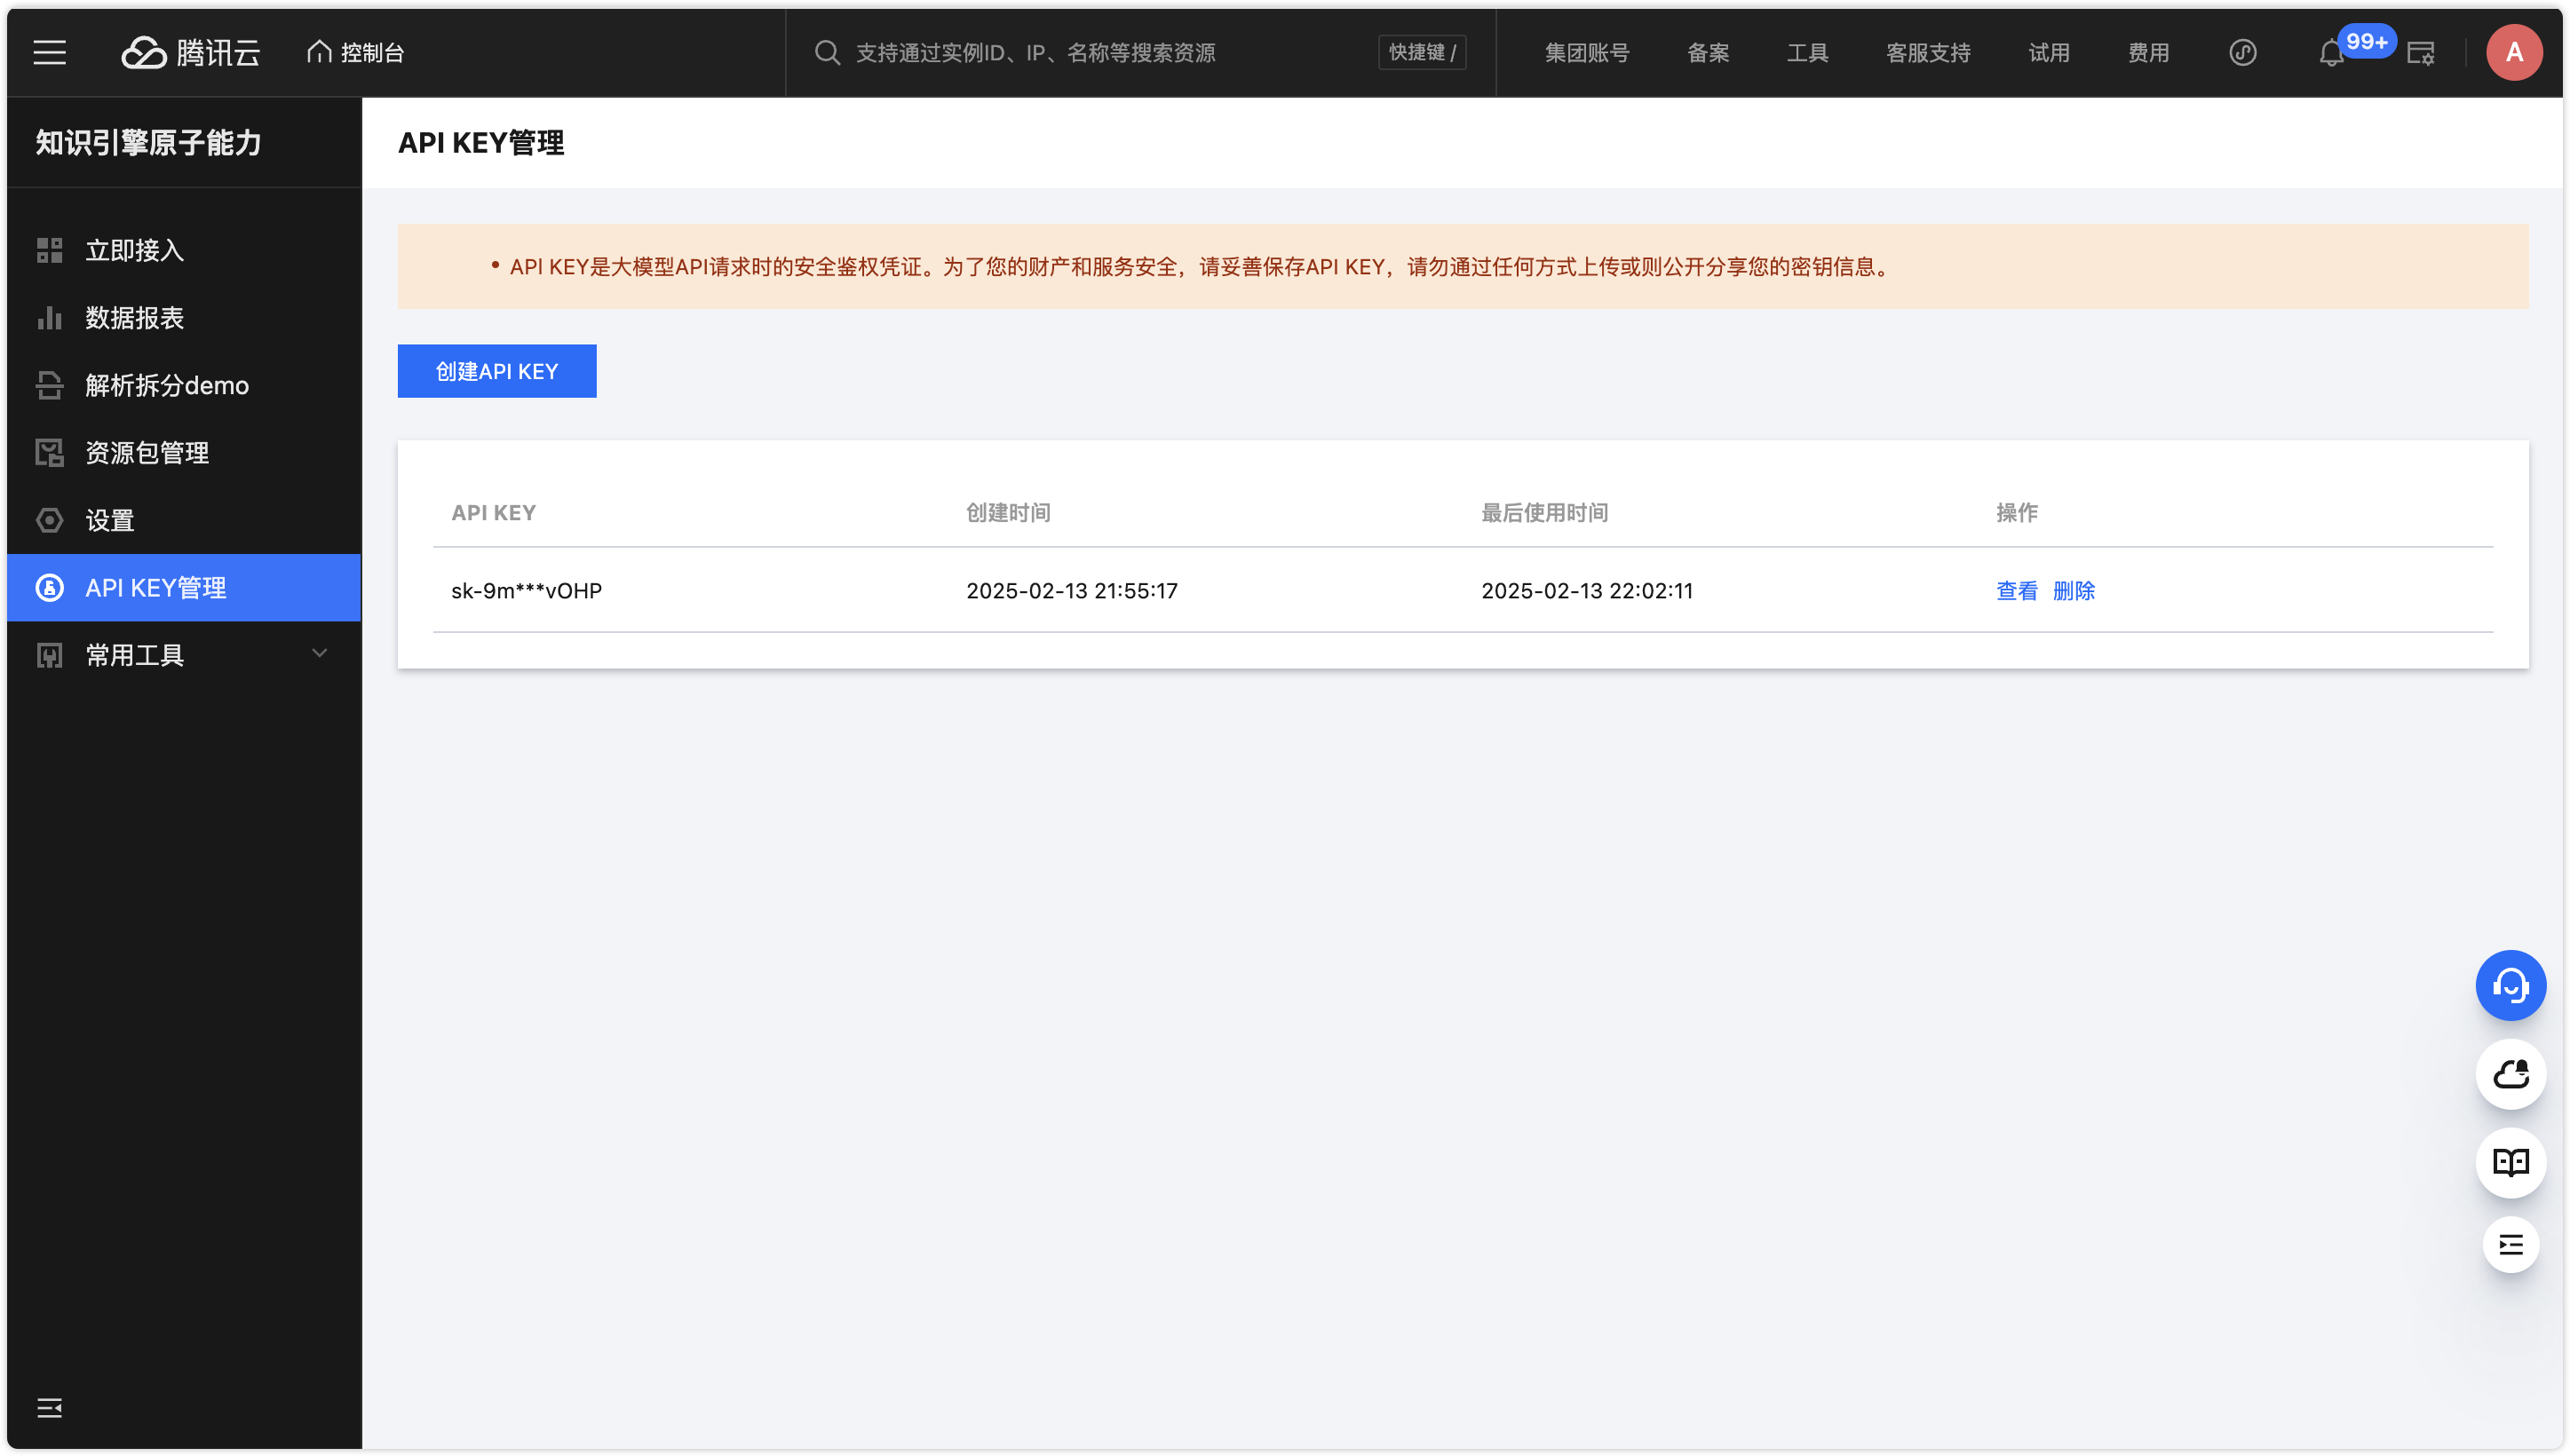 腾讯云
控制台
支持通过实例ID、IP、名称等搜索资源
快捷键 /
集团账号
备案
工具
客服支持
试用
费用
99+
A
知识引擎原子能力
立即接入
数据报表
解析拆分demo
资源包管理
设置
API KEY管理
常用工具
API KEY管理
• API KEY是大模型API请求时的安全鉴权凭证。为了您的财产和服务安全，请妥善保存API KEY，请勿通过任何方式上传或则公开分享您的密钥信息。
创建API KEY
API KEY 创建时间 最后使用时间 操作
sk-9m***vOHP 2025-02-13 21:55:17 2025-02-13 22:02:11 查看 删除